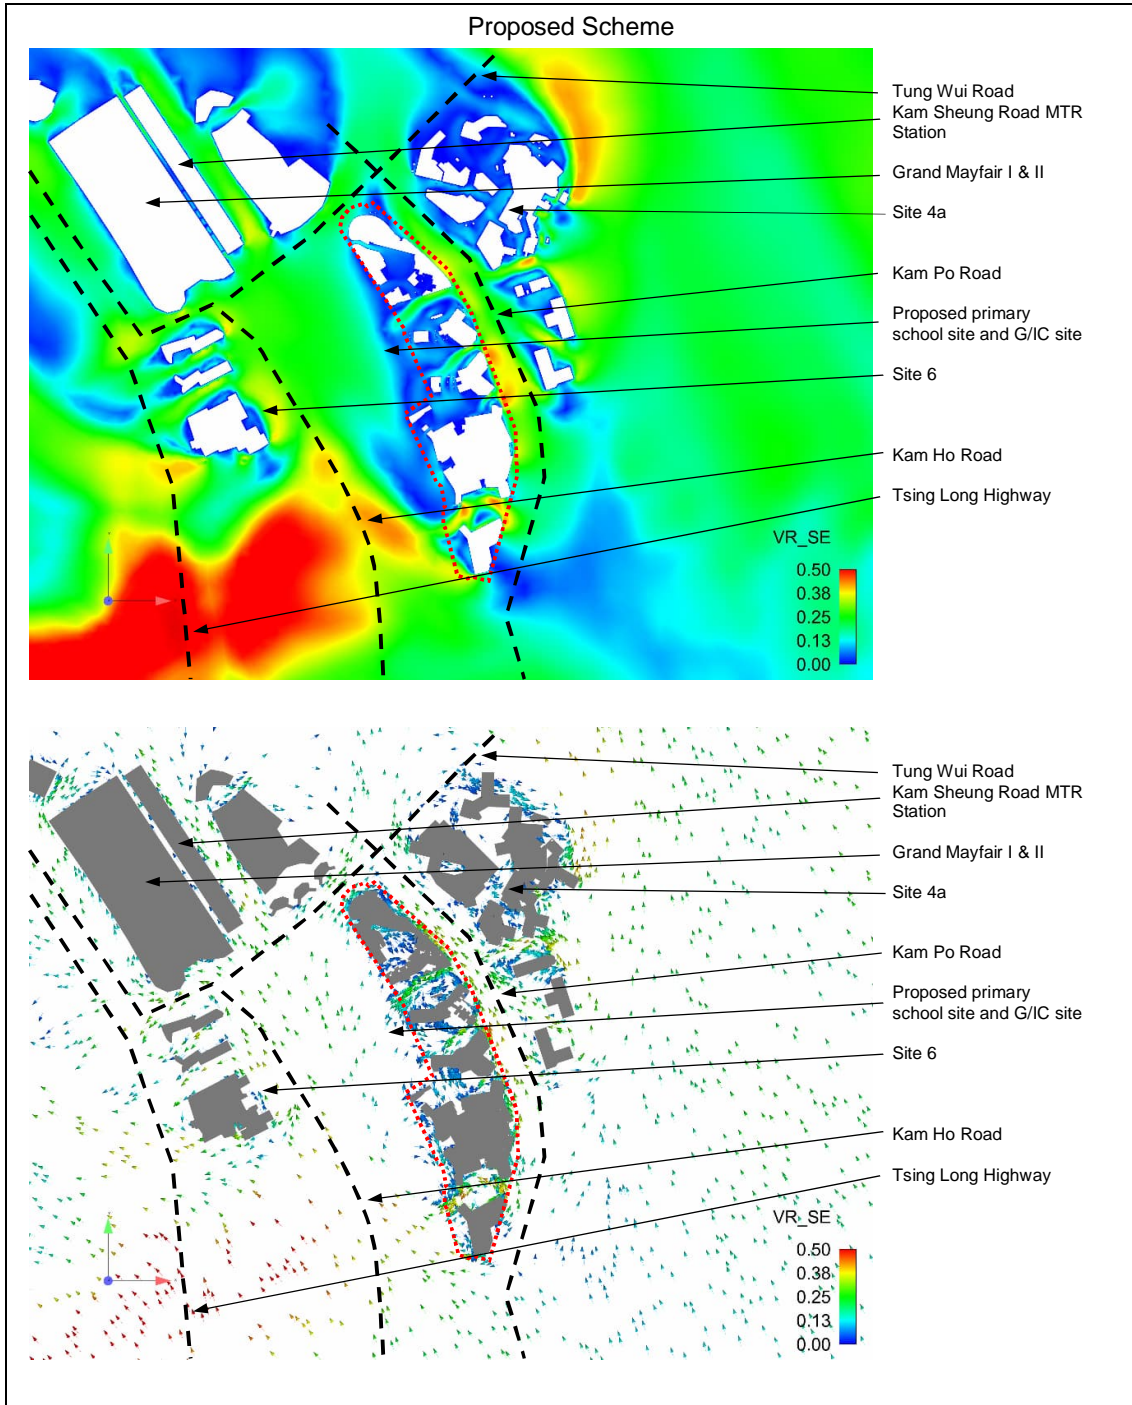 Proposed Scheme
Tung Wui Road
Kam Sheung Road MTR
Station
Grand Mayfair I & II
Site 4a
Kam Po Road
Proposed primary
school site and G/IC site
Site 6
Kam Ho Road
Tsing Long Highway
VR_SE
0.50
0.38
0.25
0.13
0.00
Tung Wui Road
Kam Sheung Road MTR
Station
Grand Mayfair I & II
Site 4a
Kam Po Road
Proposed primary
school site and G/IC site
Site 6
Kam Ho Road
Tsing Long Highway
VR_SE
0.50
0.38
0.25
0.13
0.00